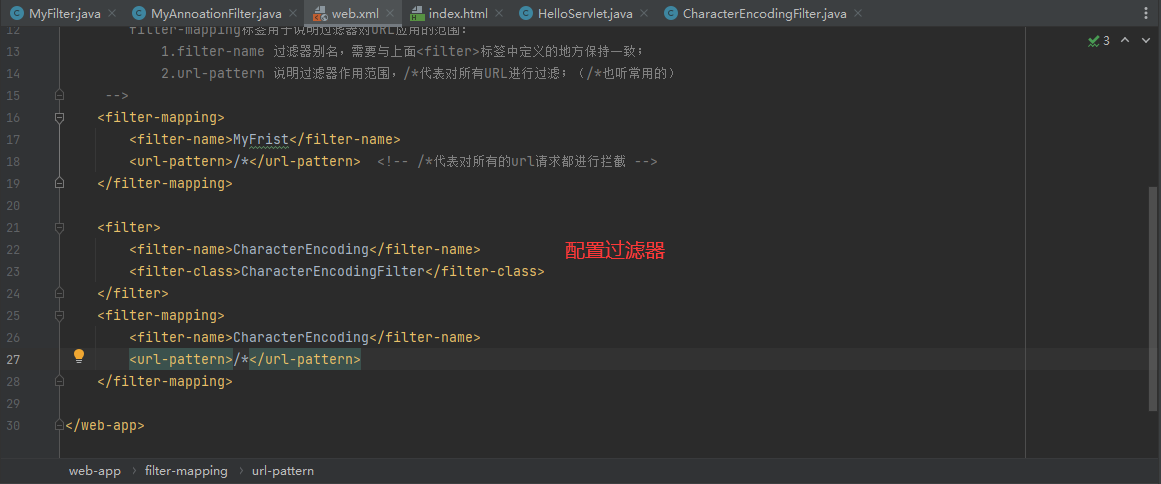 MyFilter.java MyAnnoationFilter.java web.xml index.html HelloServlet.java CharacterEncodingFilter.java
12 filter-mapping标签用于说明过滤器对URL应用的范围:
13 1.filter-name 过滤器别名，需要与上面<filter>标签中定义的地方保持一致;
14 2.url-pattern 说明过滤器作用范围，/*代表对所有URL进行过滤; (/*也听常用的)
15 -->
16 <filter-mapping>
17 <filter-name>MyFrist</filter-name>
18 <url-pattern>/*</url-pattern> <!-- /*代表对所有的url请求都进行拦截 -->
19 </filter-mapping>
20
21 <filter>
22 <filter-name>CharacterEncoding</filter-name> 配置过滤器
23 <filter-class>CharacterEncodingFilter</filter-class>
24 </filter>
25 <filter-mapping>
26 <filter-name>CharacterEncoding</filter-name>
27 <url-pattern>/*</url-pattern>
28 </filter-mapping>
29
30 </web-app>
3
web-app › filter-mapping › url-pattern